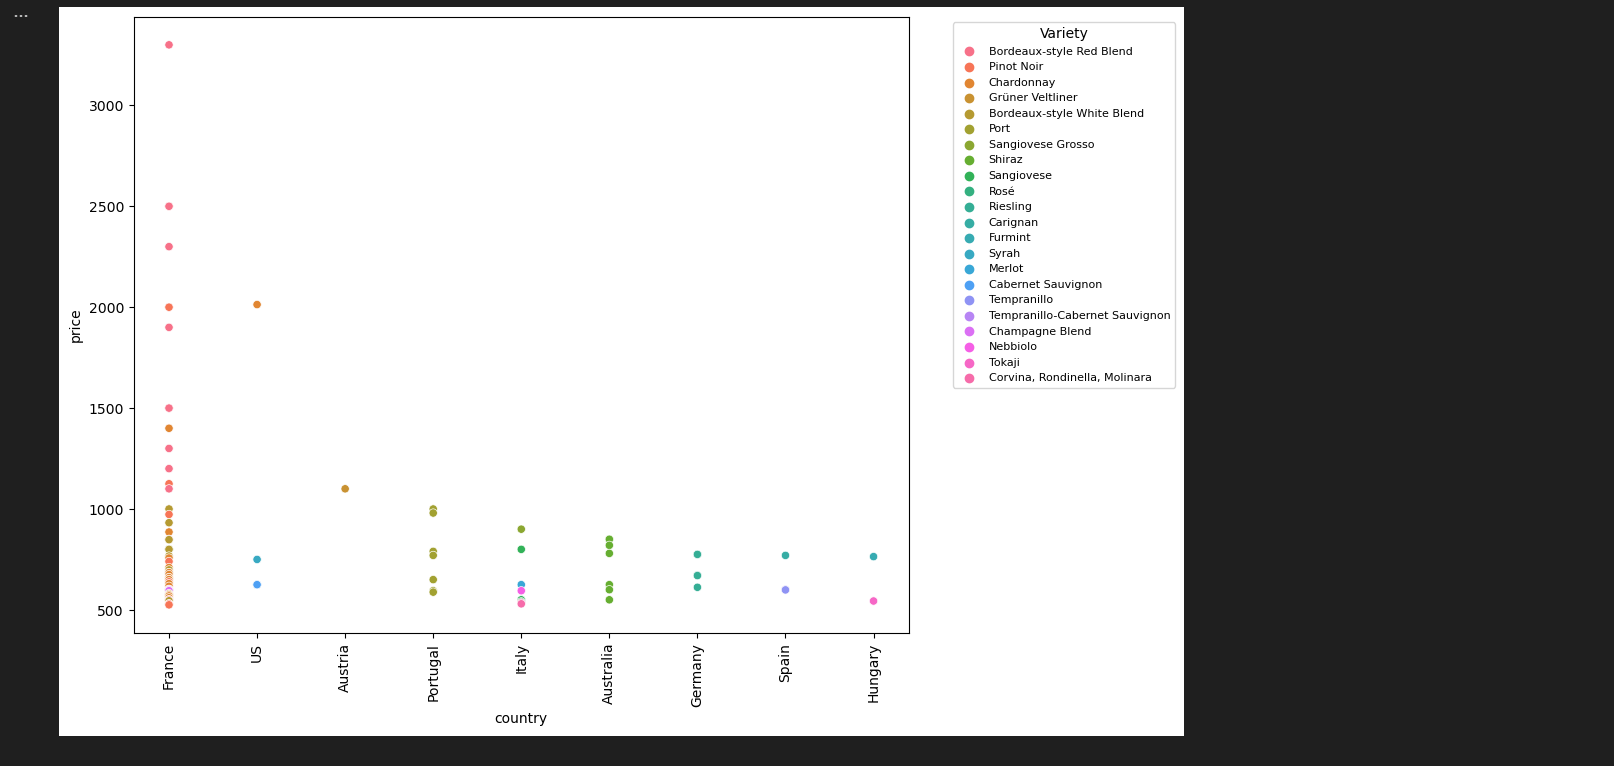 ...
Variety
Bordeaux-style Red Blend
Pinot Noir
Chardonnay
Grüner Veltliner
Bordeaux-style White Blend
Port
Sangiovese Grosso
Shiraz
Sangiovese
Rosé
Riesling
Carignan
Furmint
Syrah
Merlot
Cabernet Sauvignon
Tempranillo
Tempranillo-Cabernet Sauvignon
Champagne Blend
Nebbiolo
Tokaji
Corvina, Rondinella, Molinara
price
3000
2500
2000
1500
1000
500
France
US
Austria
Portugal
Italy
Australia
Germany
Spain
Hungary
country